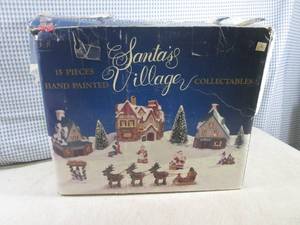 Santa's
15 PIECES Village
HAND PAINTED COLLECTABLES